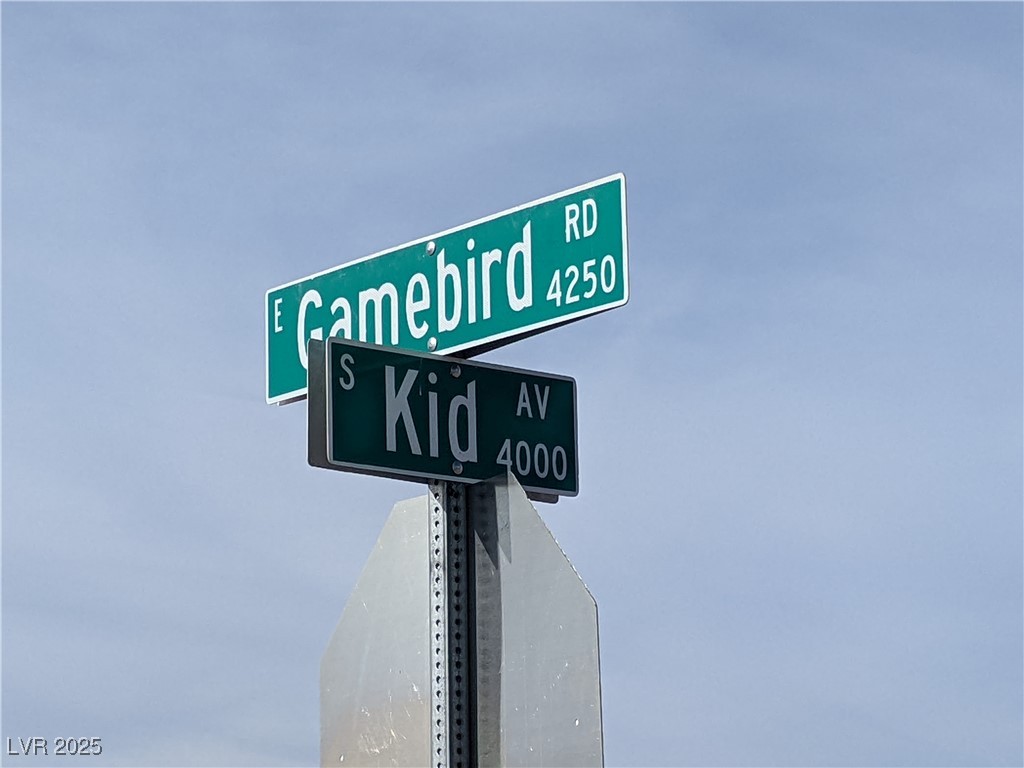 E Gamebird RD
4250
S Kid AV
4000
LVR 2025